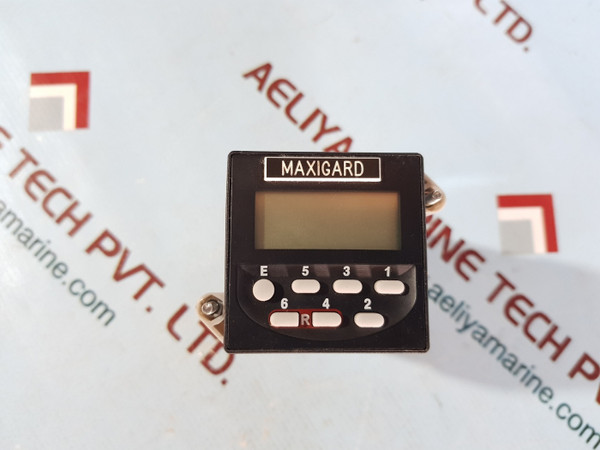 MAXIGARD
E 5 3 1
6 R 4 2
AELIYA MARINE TECH PVT. LTD.
LTD.
E TECH PVT. LTD.
aeliyamarine.com
aeliyamarine.com